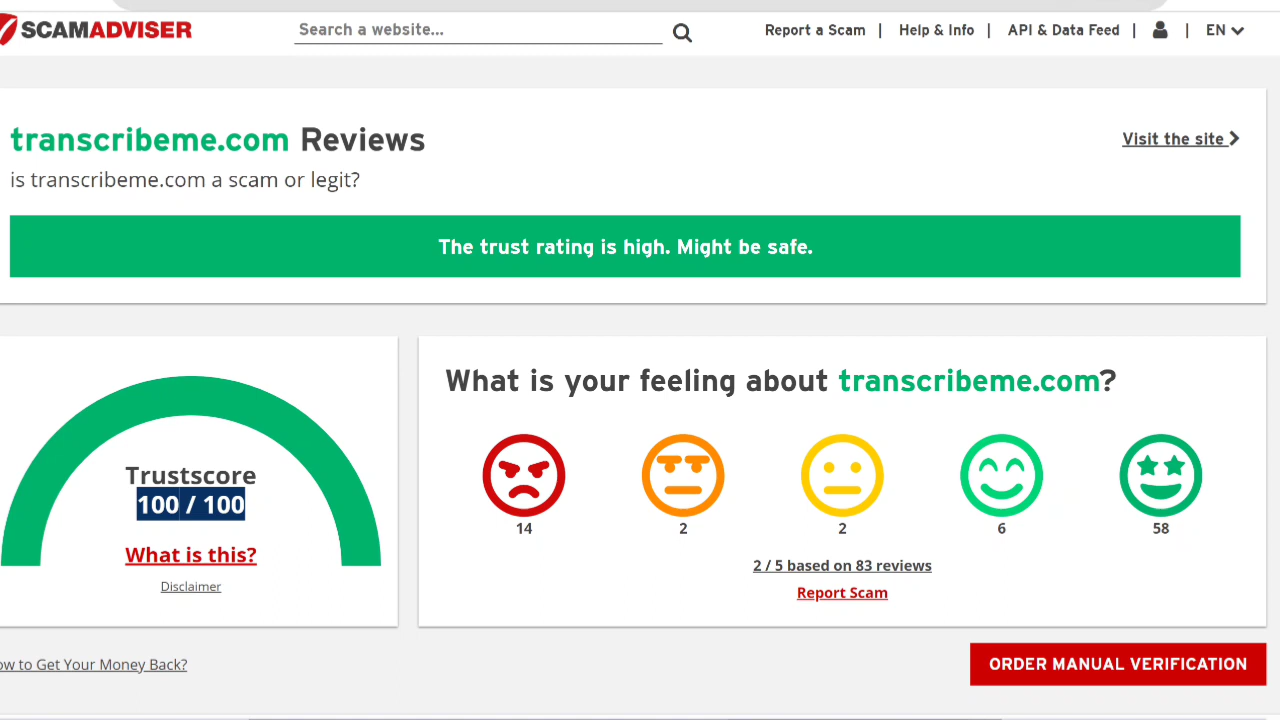 SCAMADVISER
Search a website...
Report a Scam | Help & Info | API & Data Feed | | EN
transcribeme.com Reviews
Visit the site
is transcribeme.com a scam or legit?
The trust rating is high. Might be safe.
Trustscore
100 / 100
What is this?
Disclaimer
What is your feeling about transcribeme.com?
14 2 2 6 58
2 / 5 based on 83 reviews
Report Scam
ow to Get Your Money Back?
ORDER MANUAL VERIFICATION